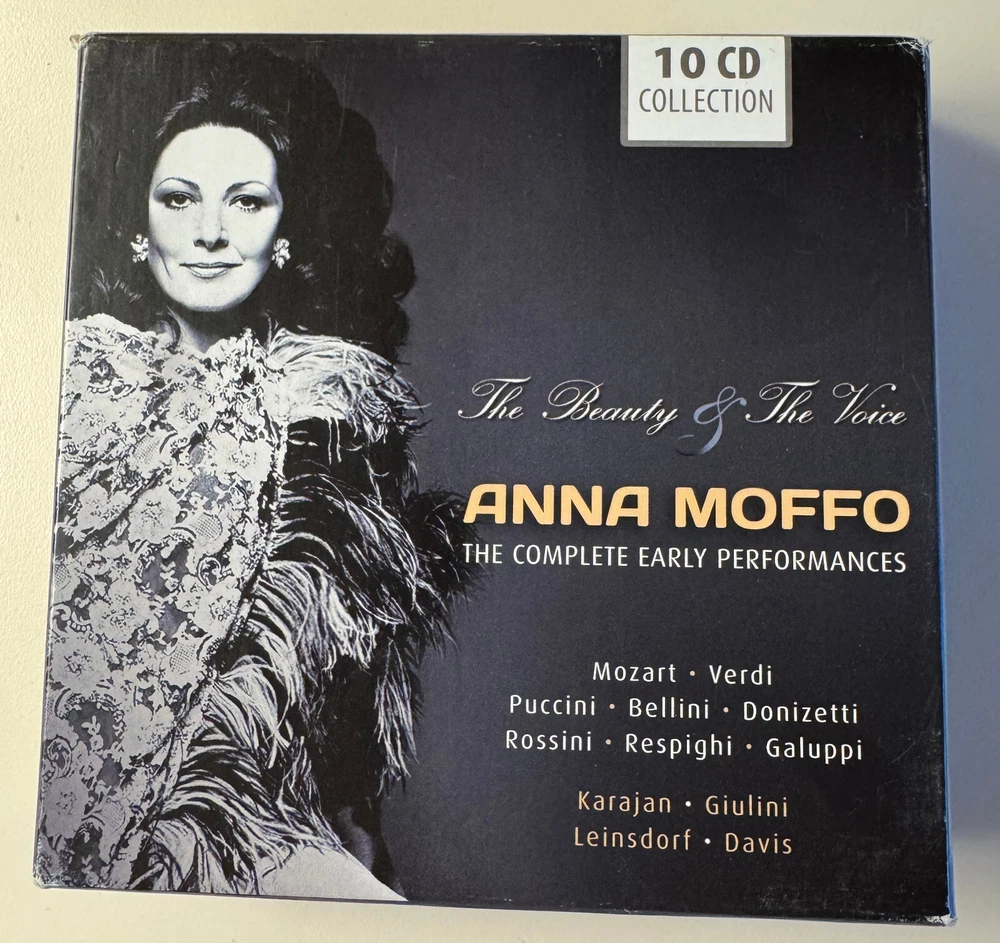 10 CD
COLLECTION
The Beauty & The Voice
ANNA MOFFO
THE COMPLETE EARLY PERFORMANCES
Mozart • Verdi
Puccini • Bellini • Donizetti
Rossini • Respighi • Galuppi
Karajan • Giulini
Leinsdorf • Davis